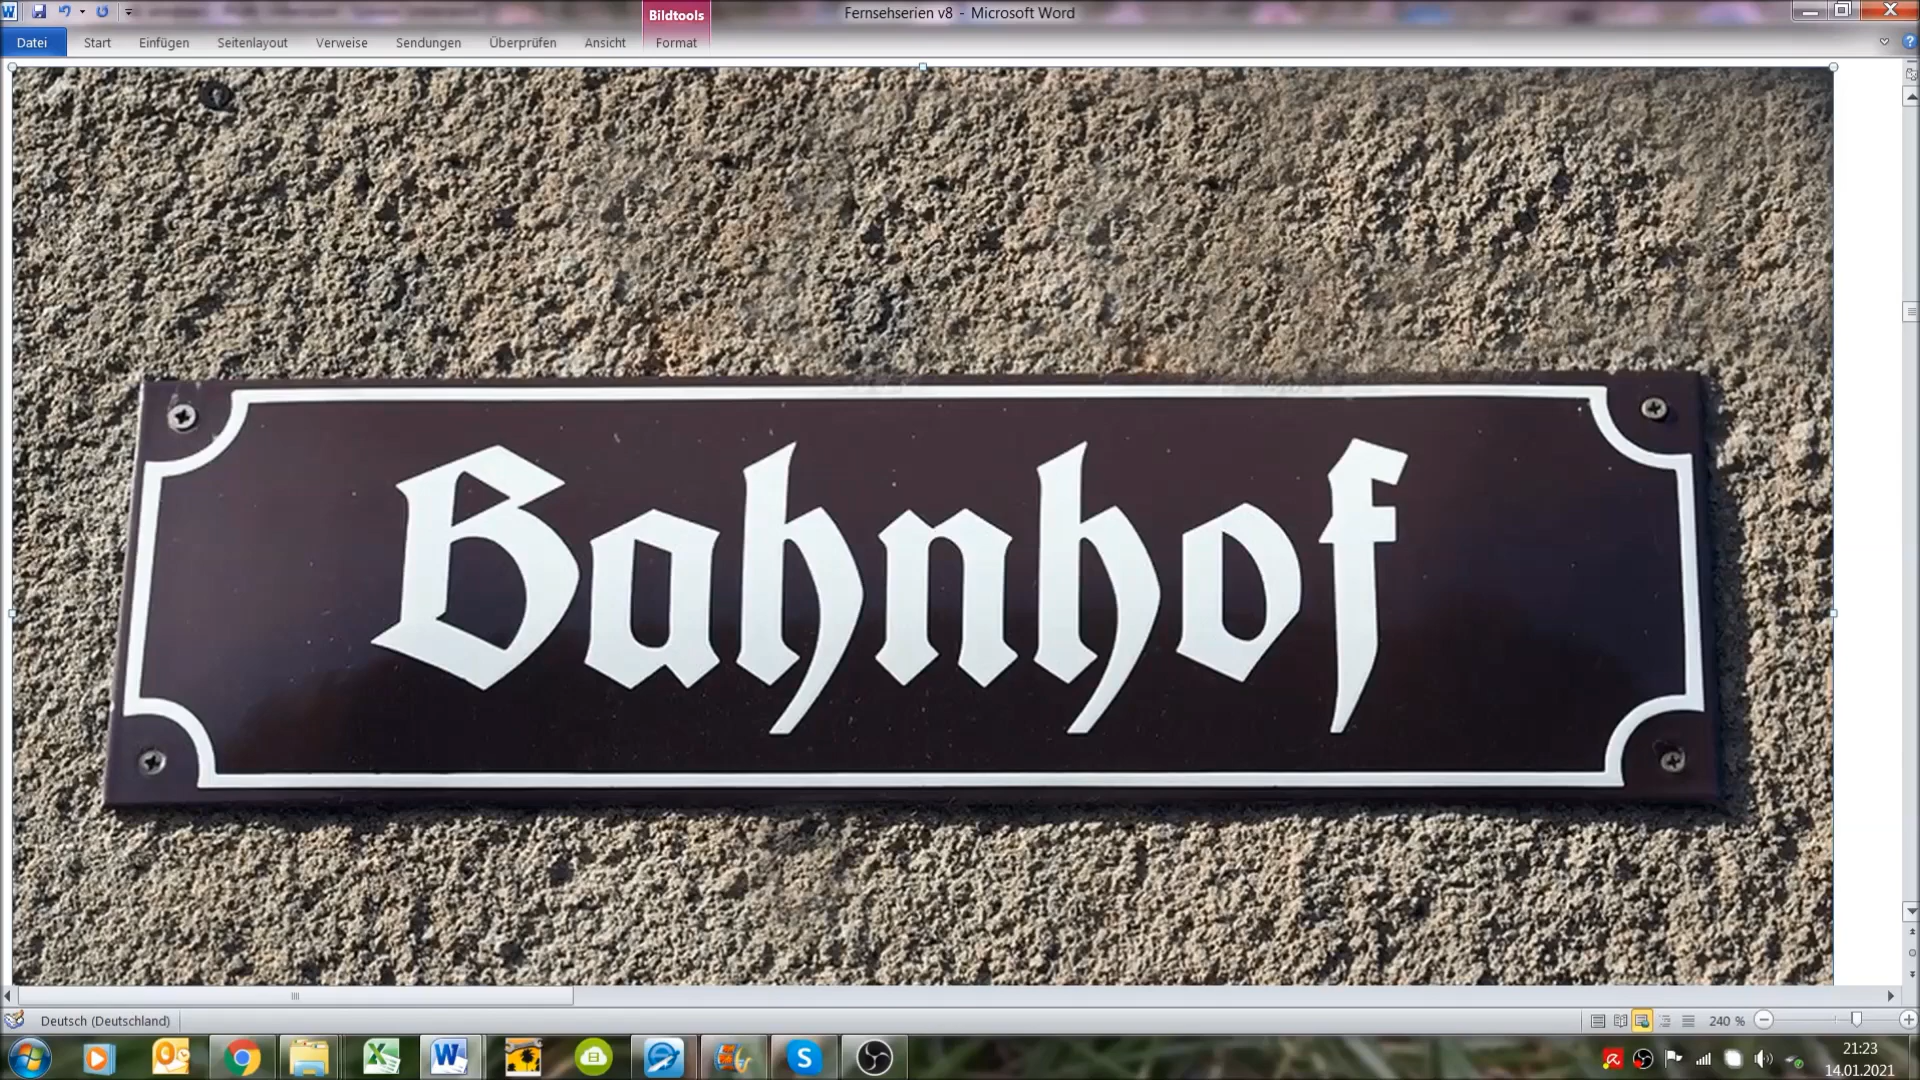 Fernsehserien v8 - Microsoft Word
Bildtools
Datei Start Einfügen Seitenlayout Verweise Sendungen Überprüfen Ansicht Format
Bahnhof
Deutsch (Deutschland)
240 %
21:23
14.01.2021